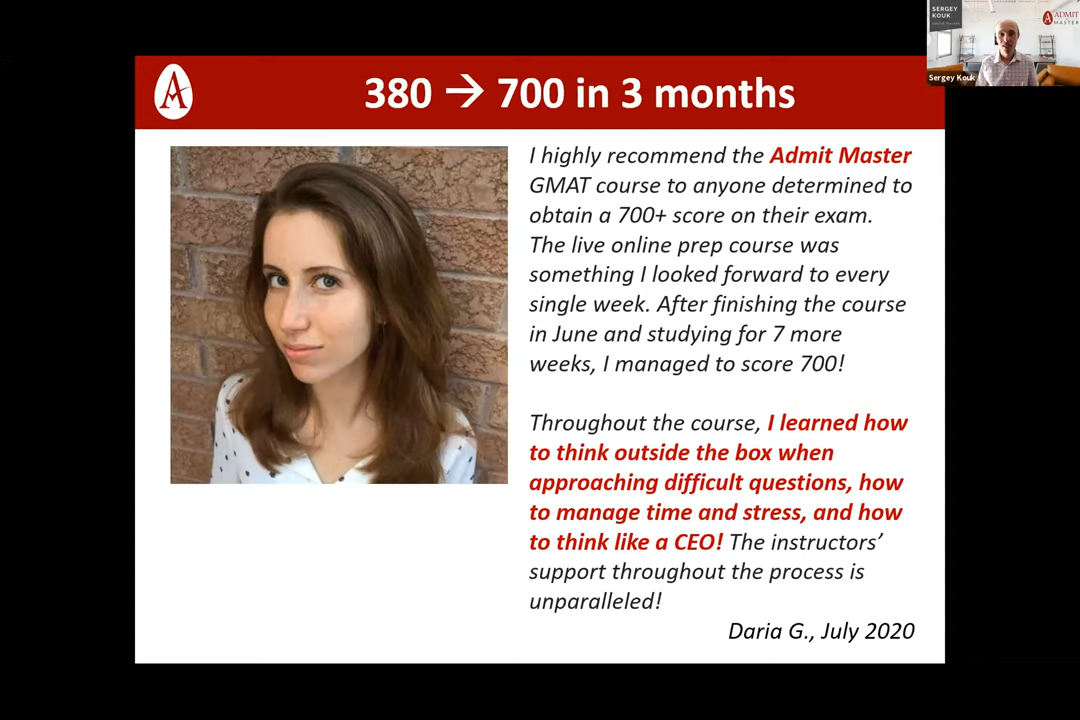 380 → 700 in 3 months
SERGEY
KOUK
ADMIT
MASTER
Sergey Kouk
I highly recommend the Admit Master
GMAT course to anyone determined to
obtain a 700+ score on their exam.
The live online prep course was
something I looked forward to every
single week. After finishing the course
in June and studying for 7 more
weeks, I managed to score 700!
Throughout the course, I learned how
to think outside the box when
approaching difficult questions, how
to manage time and stress, and how
to think like a CEO! The instructors’
support throughout the process is
unparalleled!
Daria G., July 2020